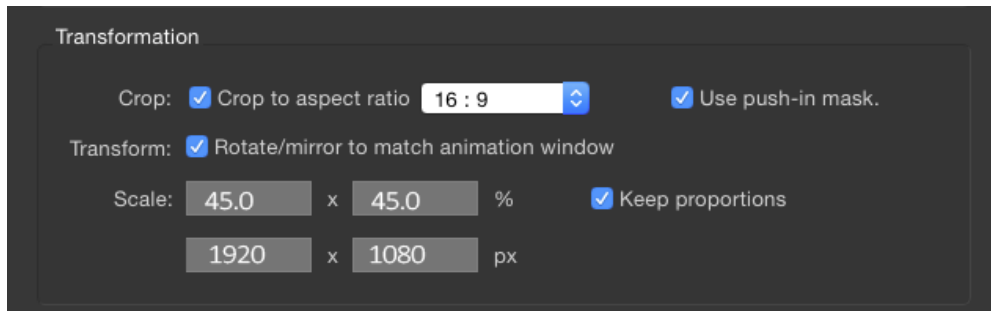 Transformation
Crop: Crop to aspect ratio 16 : 9 Use push-in mask.
Transform: Rotate/mirror to match animation window
Scale: 45.0 x 45.0 % Keep proportions
1920 x 1080 px